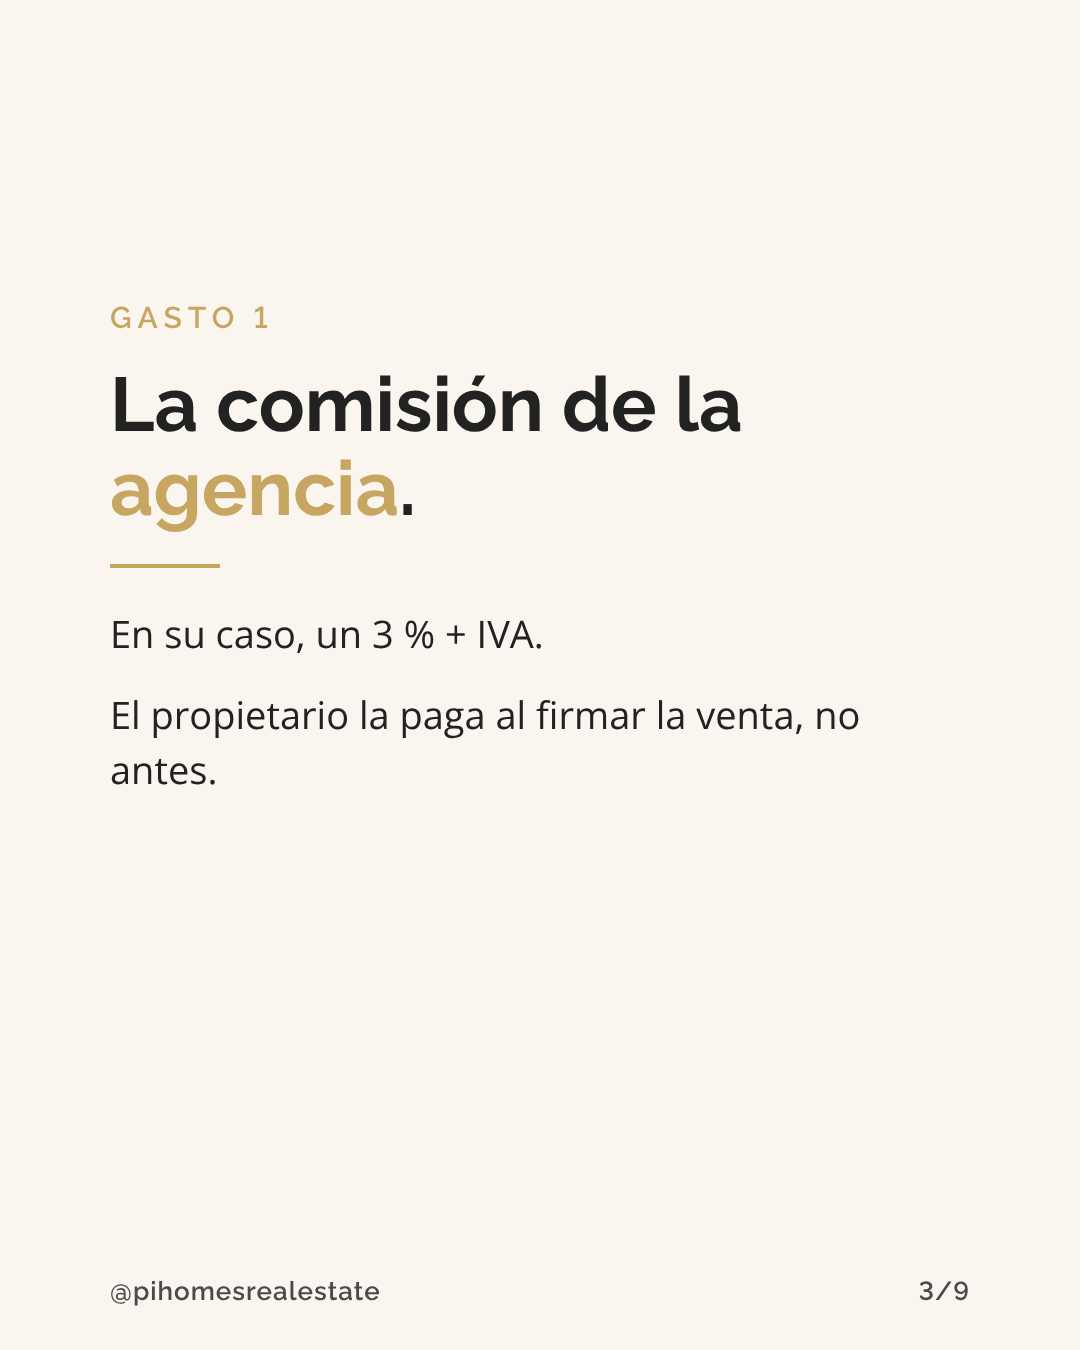 GASTO 1
La comisión de la
agencia.
En su caso, un 3 % + IVA.
El propietario la paga al firmar la venta, no
antes.
@pihomesrealestate
3/9